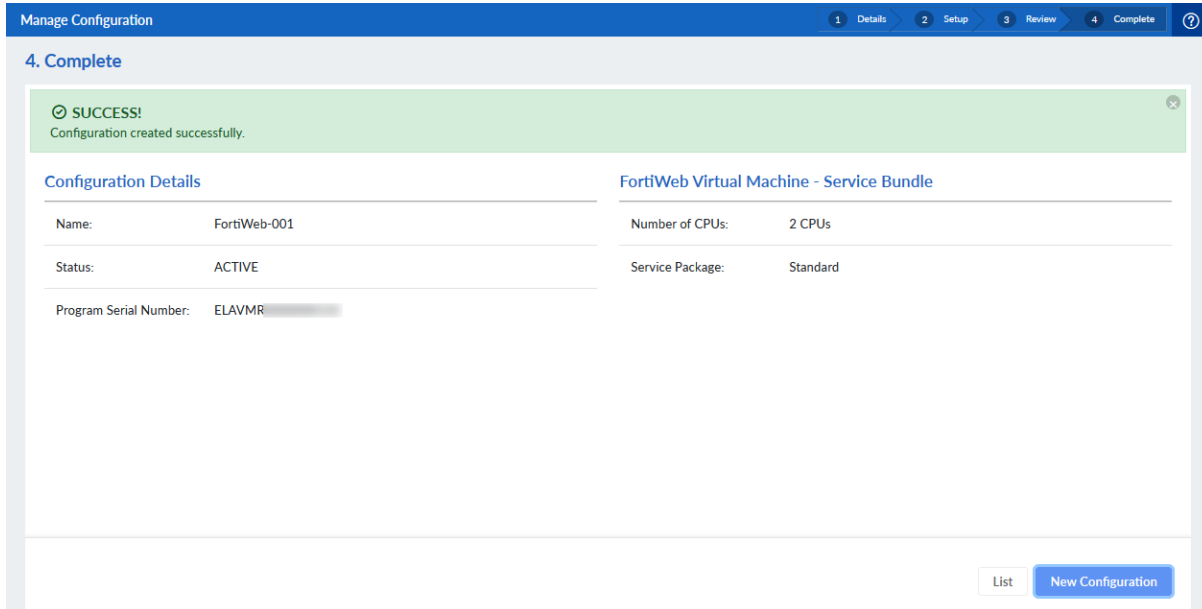 Manage Configuration
1 Details 2 Setup 3 Review 4 Complete
4. Complete
SUCCESS!
Configuration created successfully.
Configuration Details
Name: FortiWeb-001
Status: ACTIVE
Program Serial Number: ELAVMR
FortiWeb Virtual Machine - Service Bundle
Number of CPUs: 2 CPUs
Service Package: Standard
List New Configuration